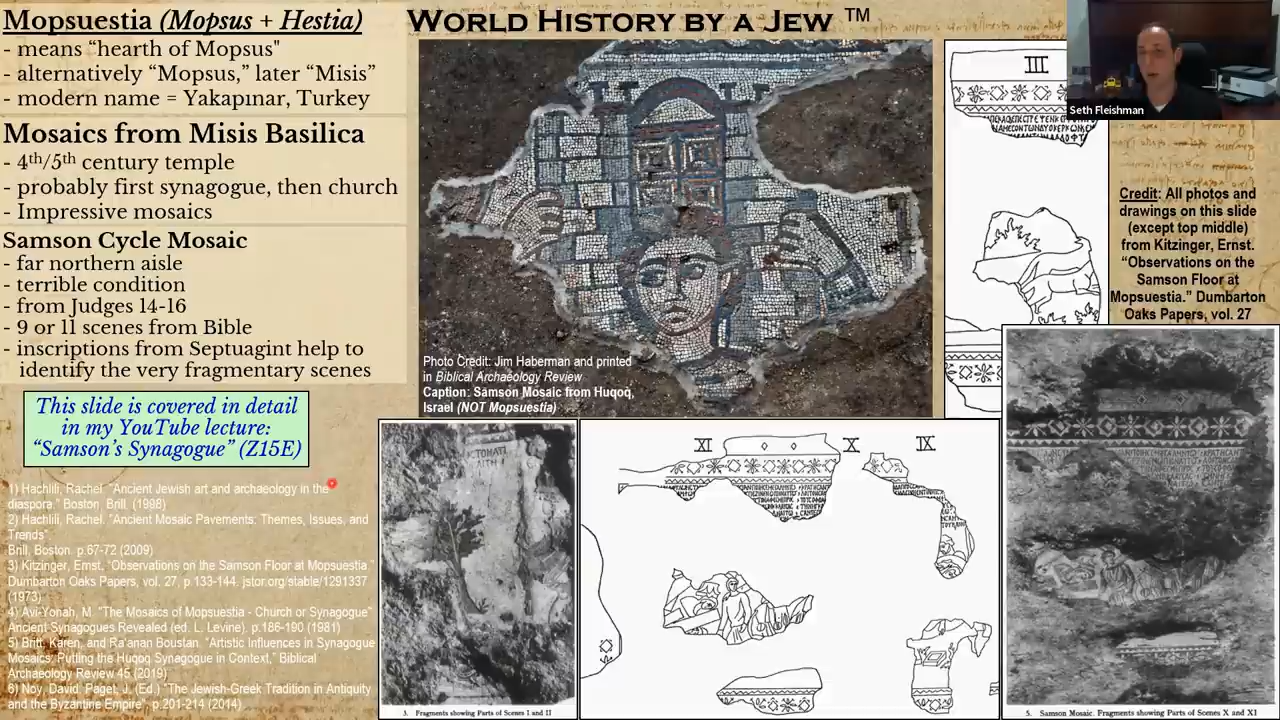 Mopsuestia (Mopsus + Hestia)
- means “hearth of Mopsus"
- alternatively “Mopsus,” later “Misis”
- modern name = Yakapınar, Turkey
Mosaics from Misis Basilica
- 4th/5th century temple
- probably first synagogue, then church
- Impressive mosaics
Samson Cycle Mosaic
- far northern aisle
- terrible condition
- from Judges 14-16
- 9 or 11 scenes from Bible
- inscriptions from Septuagint help to
identify the very fragmentary scenes
This slide is covered in detail
in my YouTube lecture:
“Samson’s Synagogue” (Z15E)
1) Hachlili, Rachel. "Ancient Jewish art and archaeology in the
diaspora." Boston. Brill. (1998)
2) Hachlili, Rachel. "Ancient Mosaic Pavements: Themes, Issues, and
Trends".
Brill. Boston. p.67-72 (2009)
3) Kitzinger, Ernst. “Observations on the Samson Floor at Mopsuestia.”
Dumbarton Oaks Papers, vol. 27, p.133-144. jstor.org/stable/1291337
(1973)
4) Avi-Yonah, M. "The Mosaics of Mopsuestia - Church or Synagogue"
Ancient Synagogues Revealed (ed. L. Levine). p.186-190 (1981)
5) Britt, Karen, and Ra'anan Boustan. "Artistic Influences in Synagogue
Mosaics: Putting the Huqoq Synagogue in Context," Biblical
Archaeology Review 45 (2019)
6) Noy, David. Paget, J. (Ed.) "The Jewish-Greek Tradition in Antiquity
and the Byzantine Empire", p.201-214 (2014)
WORLD HISTORY BY A JEW ™
Photo Credit: Jim Haberman and printed
in Biblical Archaeology Review
Caption: Samson Mosaic from Huqoq,
Israel (NOT Mopsuestia)
III
Seth Fleishman
Credit: All photos and
drawings on this slide
(except top middle)
from Kitzinger, Ernst.
“Observations on the
Samson Floor at
Mopsuestia.” Dumbarton
Oaks Papers, vol. 27
XI X IX
3. Fragments showing Parts of Scenes I and II
5. Samson Mosaic. Fragments showing Parts of Scenes X and XI